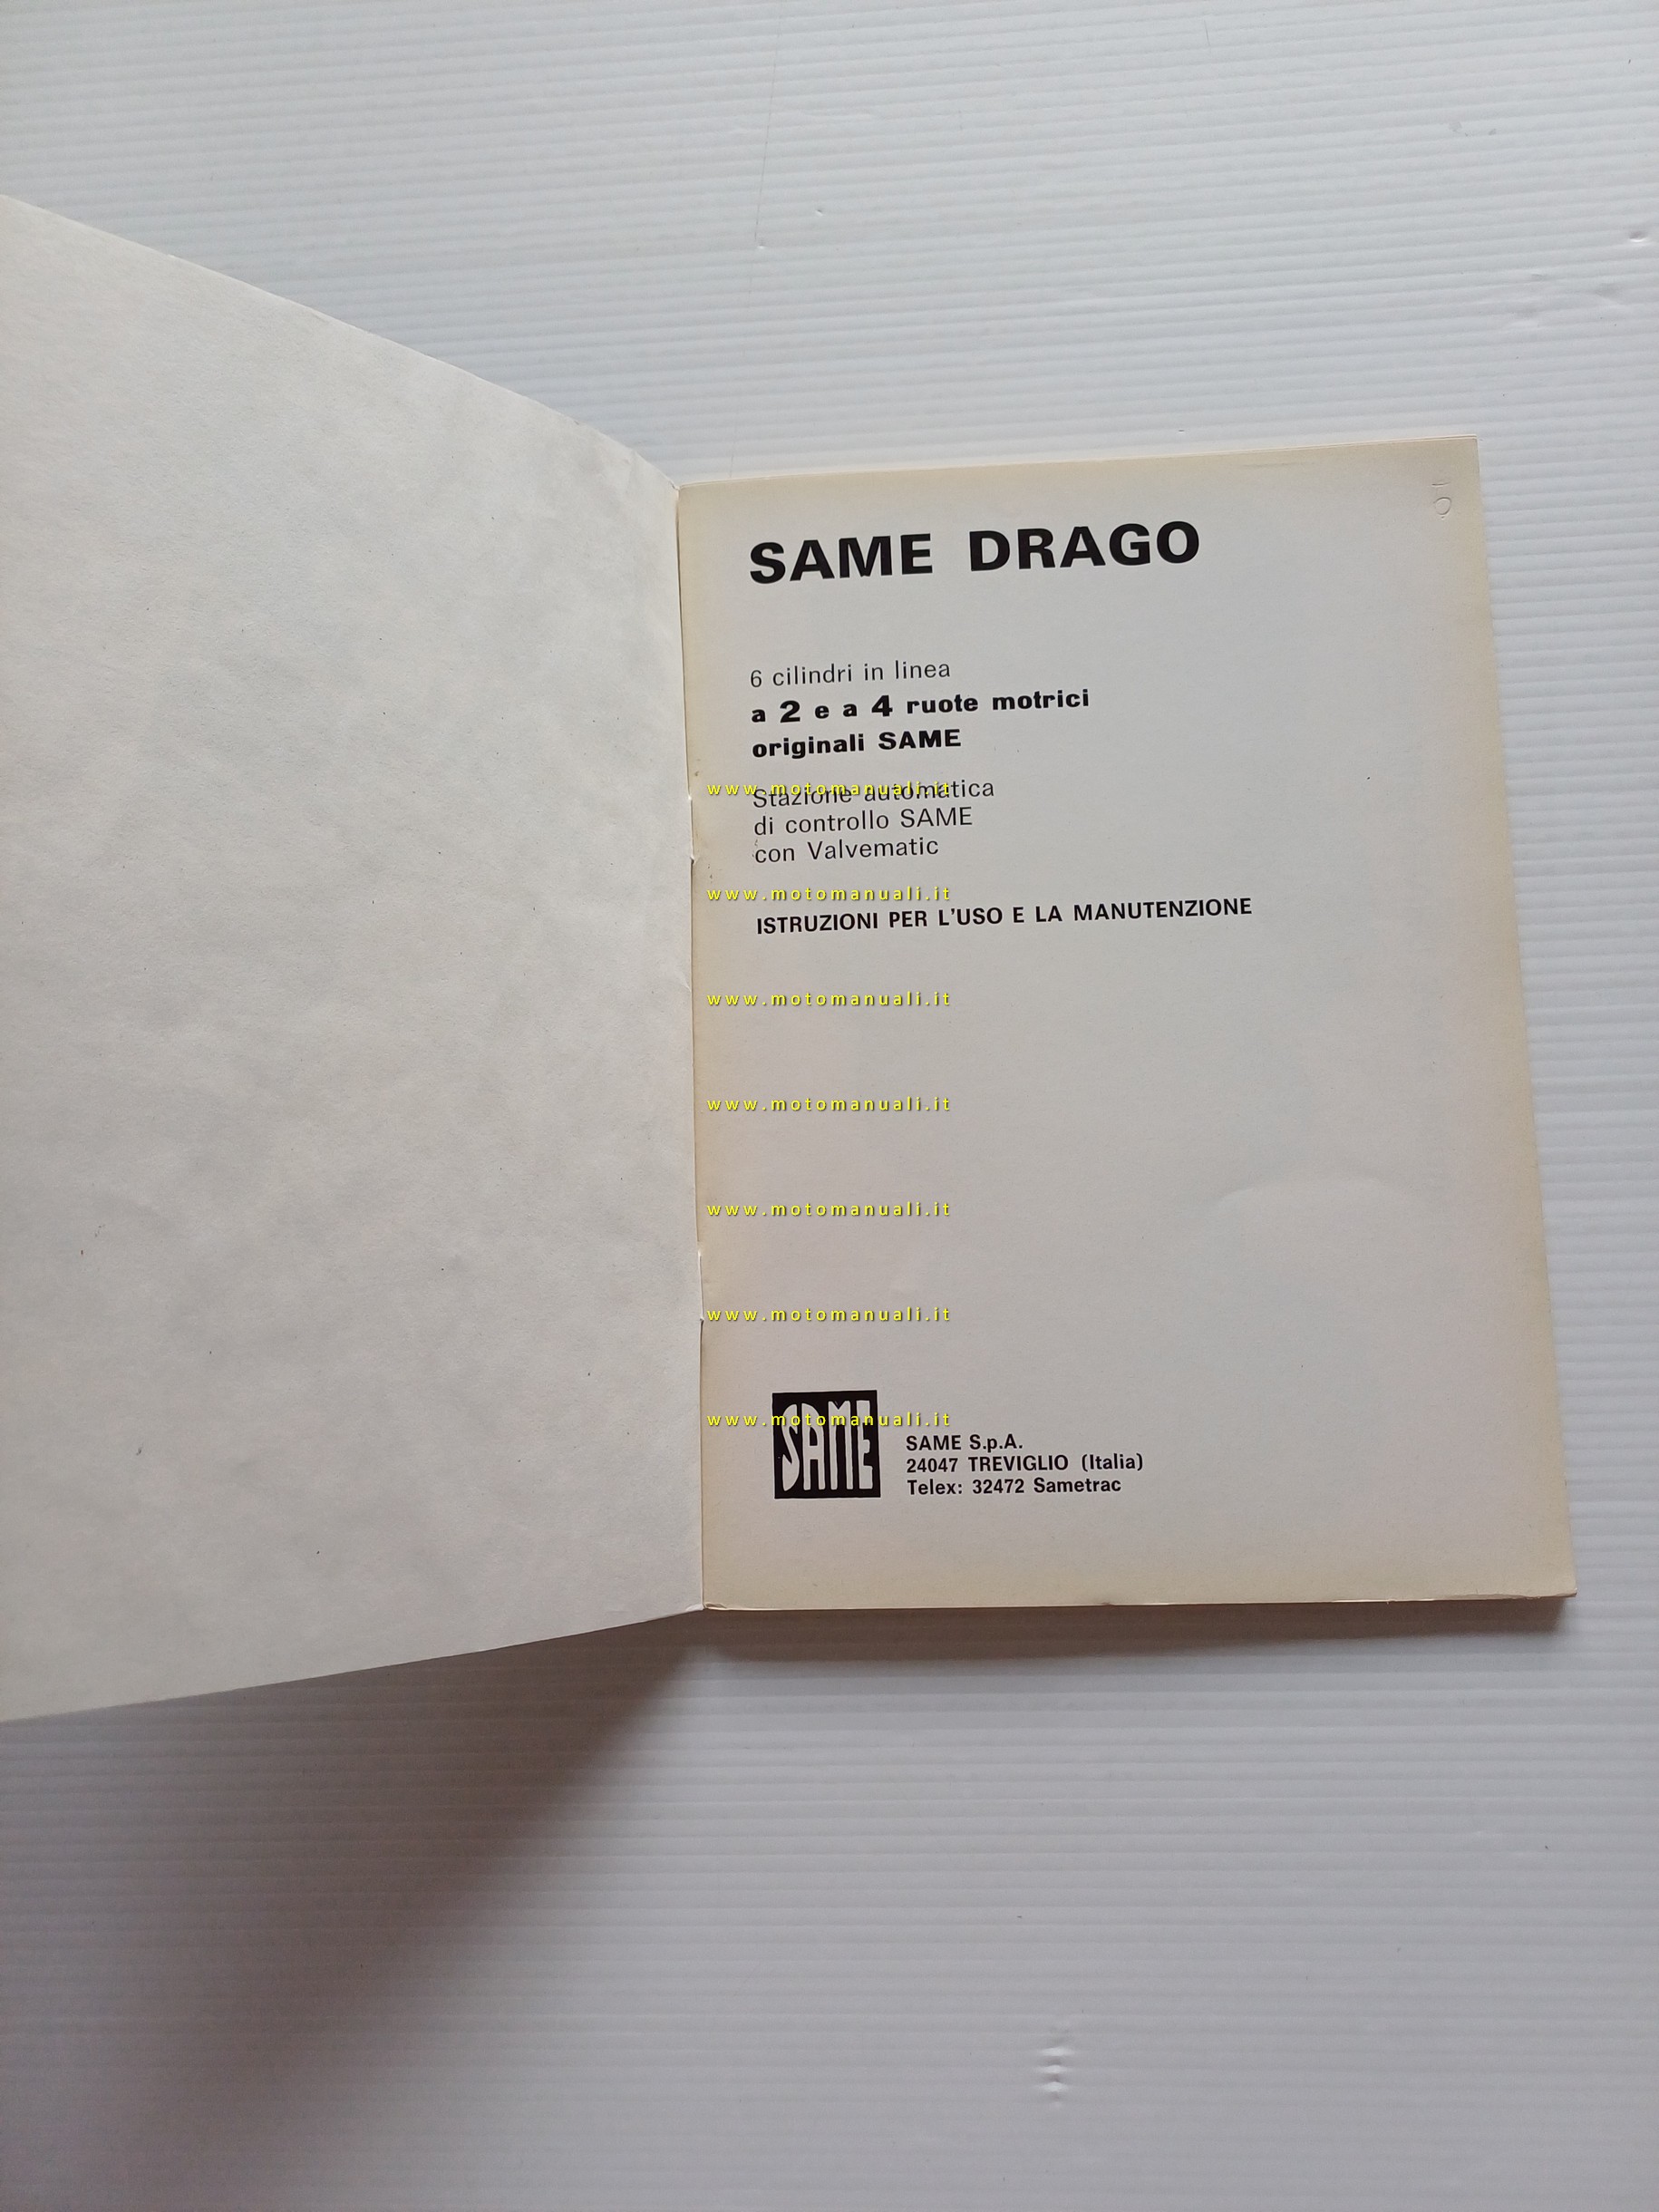 SAME DRAGO
6 cilindri in linea
a 2 e a 4 ruote motrici
originali SAME
www.motomanuali.it
Stazione automatica
di controllo SAME
con Valvematic
www.motomanuali.it
ISTRUZIONI PER L'USO E LA MANUTENZIONE
www.motomanuali.it
www.motomanuali.it
www.motomanuali.it
www.motomanuali.it
www.motomanuali.it
SAME
SAME S.p.A.
24047 TREVIGLIO (Italia)
Telex: 32472 Sametrac